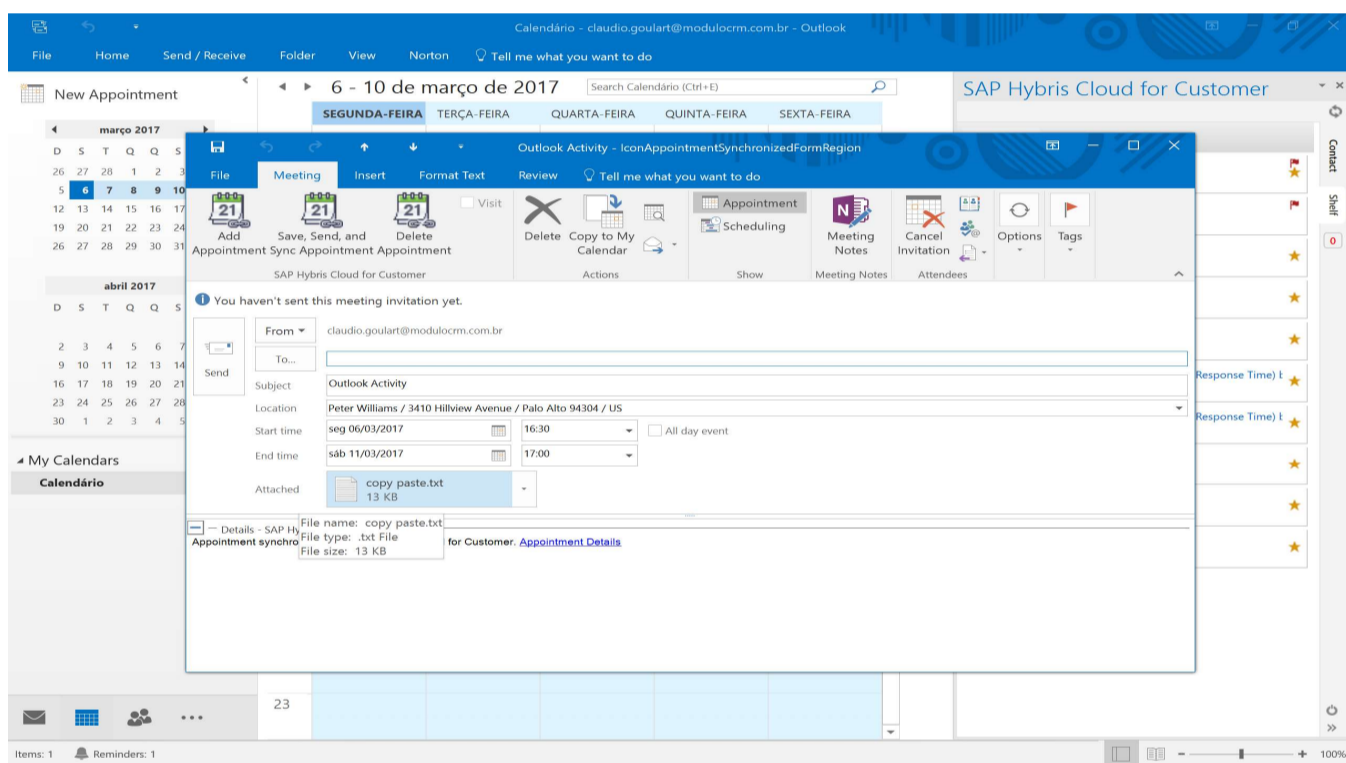 Calendário - claudio.goulart@modulocrm.com.br - Outlook
File Home Send / Receive Folder View Norton Tell me what you want to do
New Appointment
6 - 10 de março de 2017
Search Calendário (Ctrl+E)
SAP Hybris Cloud for Customer
SEGUNDA-FEIRA TERÇA-FEIRA QUARTA-FEIRA QUINTA-FEIRA SEXTA-FEIRA
março 2017
D S T Q Q S
26 27 28 1 2 3
5 6 7 8 9 10
12 13 14 15 16 17
19 20 21 22 23 24
26 27 28 29 30 31
abril 2017
D S T Q Q S
2 3 4 5 6 7
9 10 11 12 13 14
16 17 18 19 20 21
23 24 25 26 27 28
30 1 2 3 4 5
My Calendars
Calendário
Outlook Activity - IconAppointmentSynchronizedFormRegion
File Meeting Insert Format Text Review Tell me what you want to do
21 Add Appointment
21 Save, Send, and Sync Appointment
21 Delete Appointment
Visit
SAP Hybris Cloud for Customer
Delete
Copy to My Calendar
Actions
Appointment
Scheduling
Show
N
Meeting Notes
Meeting Notes
Cancel Invitation
Attendees
Options
Tags
You haven't sent this meeting invitation yet.
Send
From claudio.goulart@modulocrm.com.br
To...
Subject Outlook Activity
Location Peter Williams / 3410 Hillview Avenue / Palo Alto 94304 / US
Start time seg 06/03/2017 16:30 All day event
End time sáb 11/03/2017 17:00
Attached copy paste.txt
13 KB
Details - SAP Hy
Appointment synchro for Customer. Appointment Details
File name: copy paste.txt
File type: .txt File
File size: 13 KB
Response Time) t
Response Time) t
Contact
Shelf
0
23
Items: 1 Reminders: 1
100%